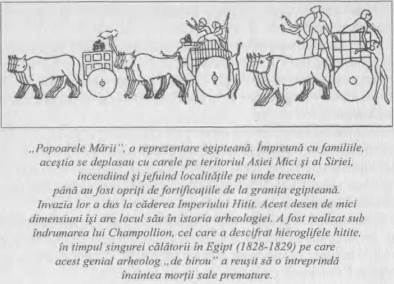 „Popoarele Mării", o reprezentare egipteană. Împreună cu familiile,
aceștia se deplasau cu carele pe teritoriul Asiei Mici și al Siriei,
incendiind și jefuind localitățile pe unde treceau,
până au fost opriți de fortificațiile de la granița egipteană.
Invazia lor a dus la căderea Imperiului Hitit. Acest desen de mici
dimensiuni își are locul său în istoria arheologiei. A fost realizat sub
îndrumarea lui Champollion, cel care a descifrat hieroglifele hitite,
în timpul singurei călătorii în Egipt (1828-1829) pe care
acest genial arheolog „de birou" a reușit să o întreprindă
înaintea morții sale premature.